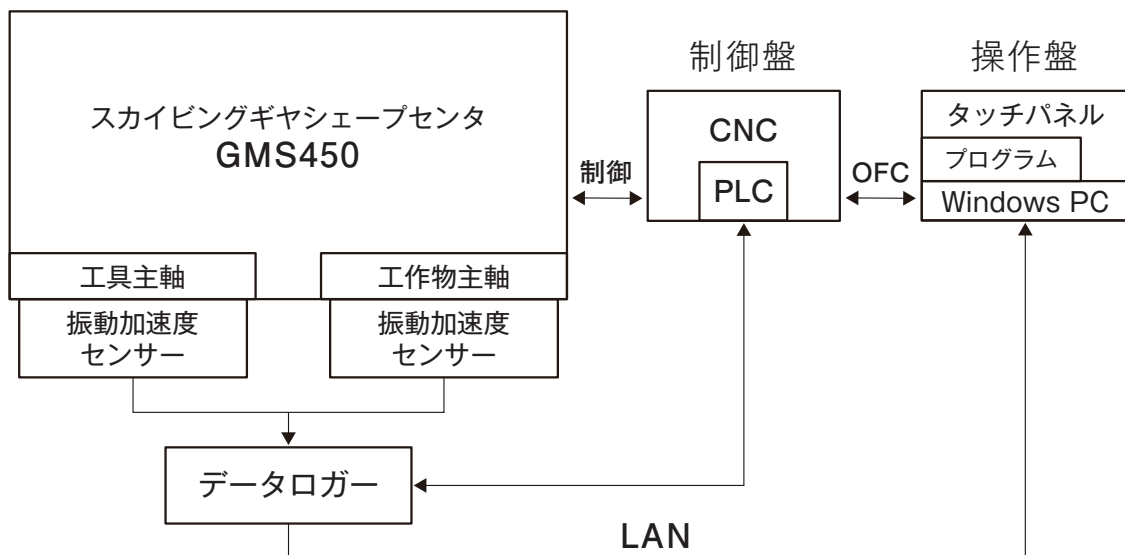 制御盤
操作盤
スカイビングギヤシェープセンタ
GMS450
制御
CNC
PLC
OFC
タッチパネル
プログラム
Windows PC
工具主軸
工作物主軸
振動加速度
センサー
振動加速度
センサー
データロガー
LAN